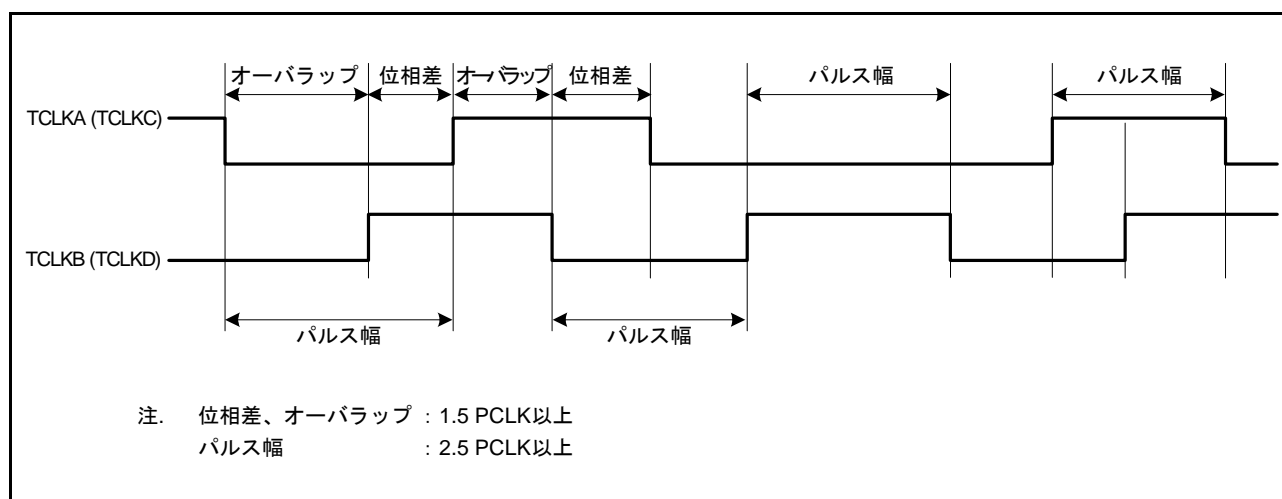 オーバラップ 位相差 オーバラップ 位相差 パルス幅 パルス幅
TCLKA (TCLKC)
TCLKB (TCLKD)
パルス幅 パルス幅
注. 位相差、オーバラップ : 1.5 PCLK以上
パルス幅 : 2.5 PCLK以上